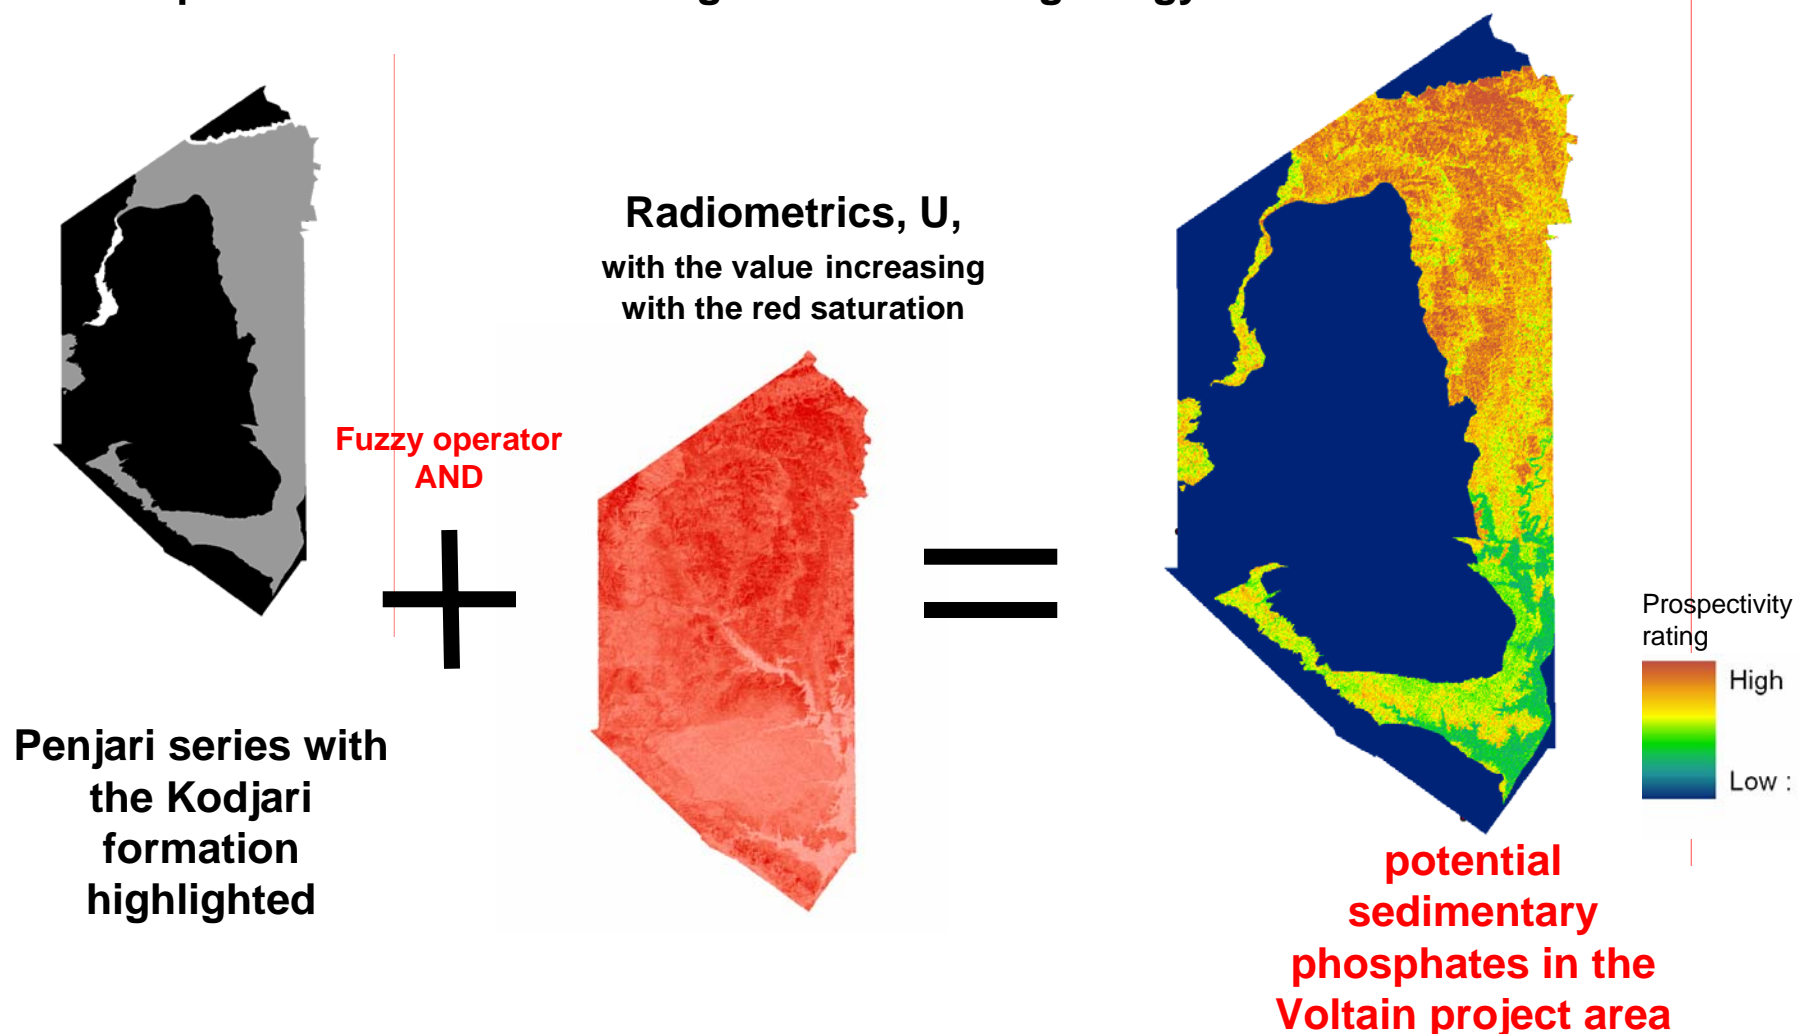 Radiometrics, U,
with the value increasing
with the red saturation
Fuzzy operator
AND
Penjari series with
the Kodjari
formation
highlighted
Prospectivity
rating
High
Low :
potential
sedimentary
phosphates in the
Voltain project area